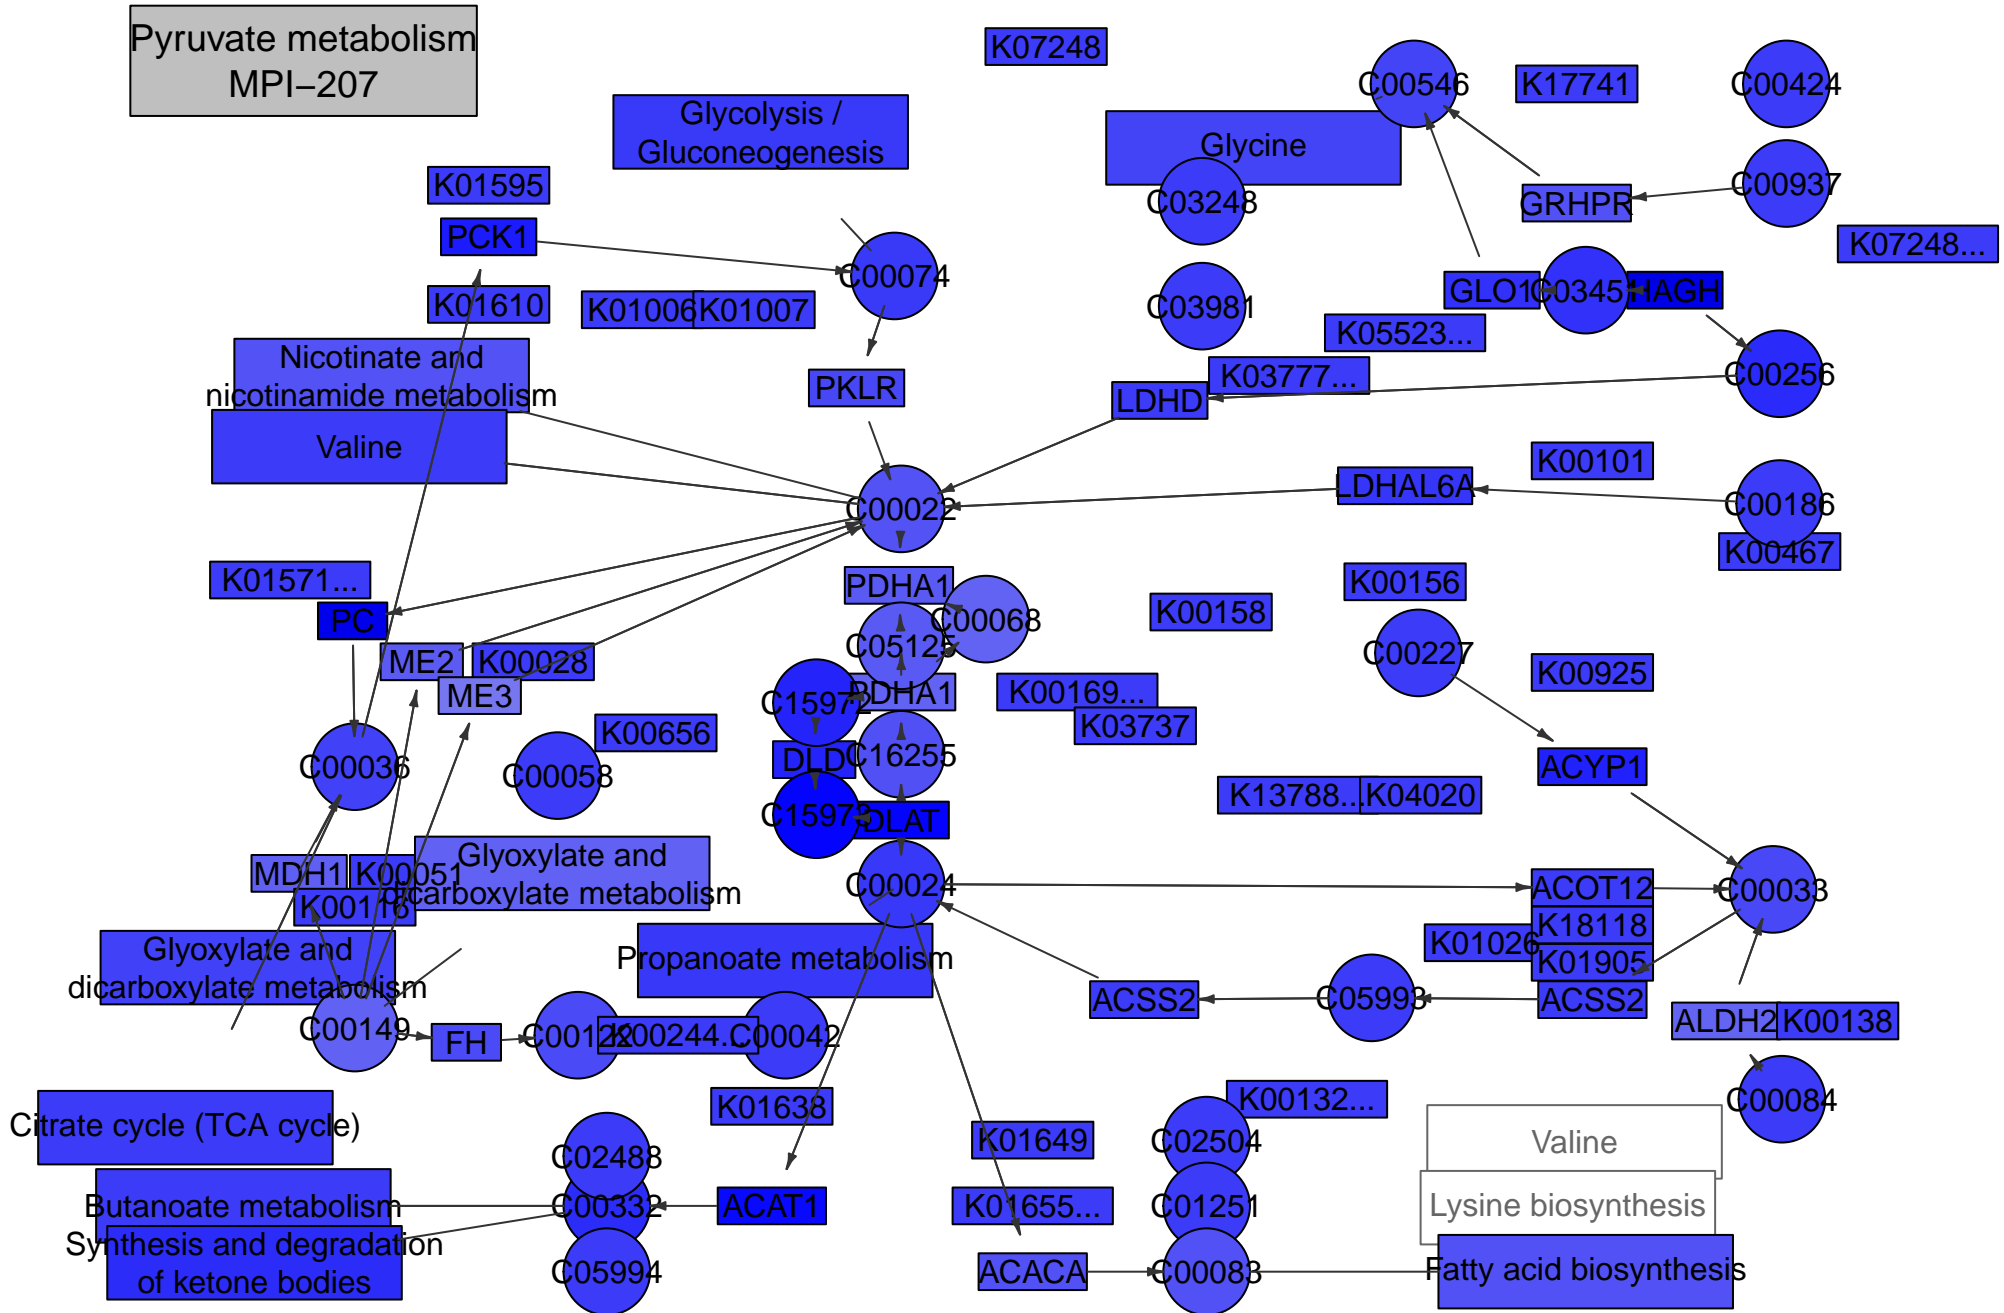 Pyruvate metabolism
MPI−207
K07248
C00546
K17741
C00424
Glycolysis /
Gluconeogenesis
Glycine
K01595
C03248
GRHPR
C00937
PCK1
K07248...
C00074
K01610
K01006
K01007
C03981
GLO1
C03451
HAGH
K05523...
Nicotinate and
nicotinamide metabolism
PKLR
K03777...
LDHD
C00256
Valine
K00101
LDHAL6A
C00186
C00022
K00467
K01571...
PDHA1
K00156
PC
C00068
K00158
C05125
C00227
ME2
K00028
K00925
ME3
C15972
PDHA1
K00169...
K03737
K00656
C00036
C00058
DLD
C16255
ACYP1
K13788...
K04020
C15973
DLAT
MDH1
K00051
Glyoxylate and
dicarboxylate metabolism
C00024
ACOT12
C00033
K00116
K18118
K01026
Glyoxylate and
dicarboxylate metabolism
Propanoate metabolism
K01905
ACSS2
C05993
ACSS2
C00149
FH
C00122
K00244...
C00042
ALDH2
K00138
K01638
K00132...
C00084
Citrate cycle (TCA cycle)
C02488
K01649
C02504
Valine
Butanoate metabolism
C00332
ACAT1
K01655...
C01251
Lysine biosynthesis
Synthesis and degradation
of ketone bodies
C05994
ACACA
C00083
Fatty acid biosynthesis